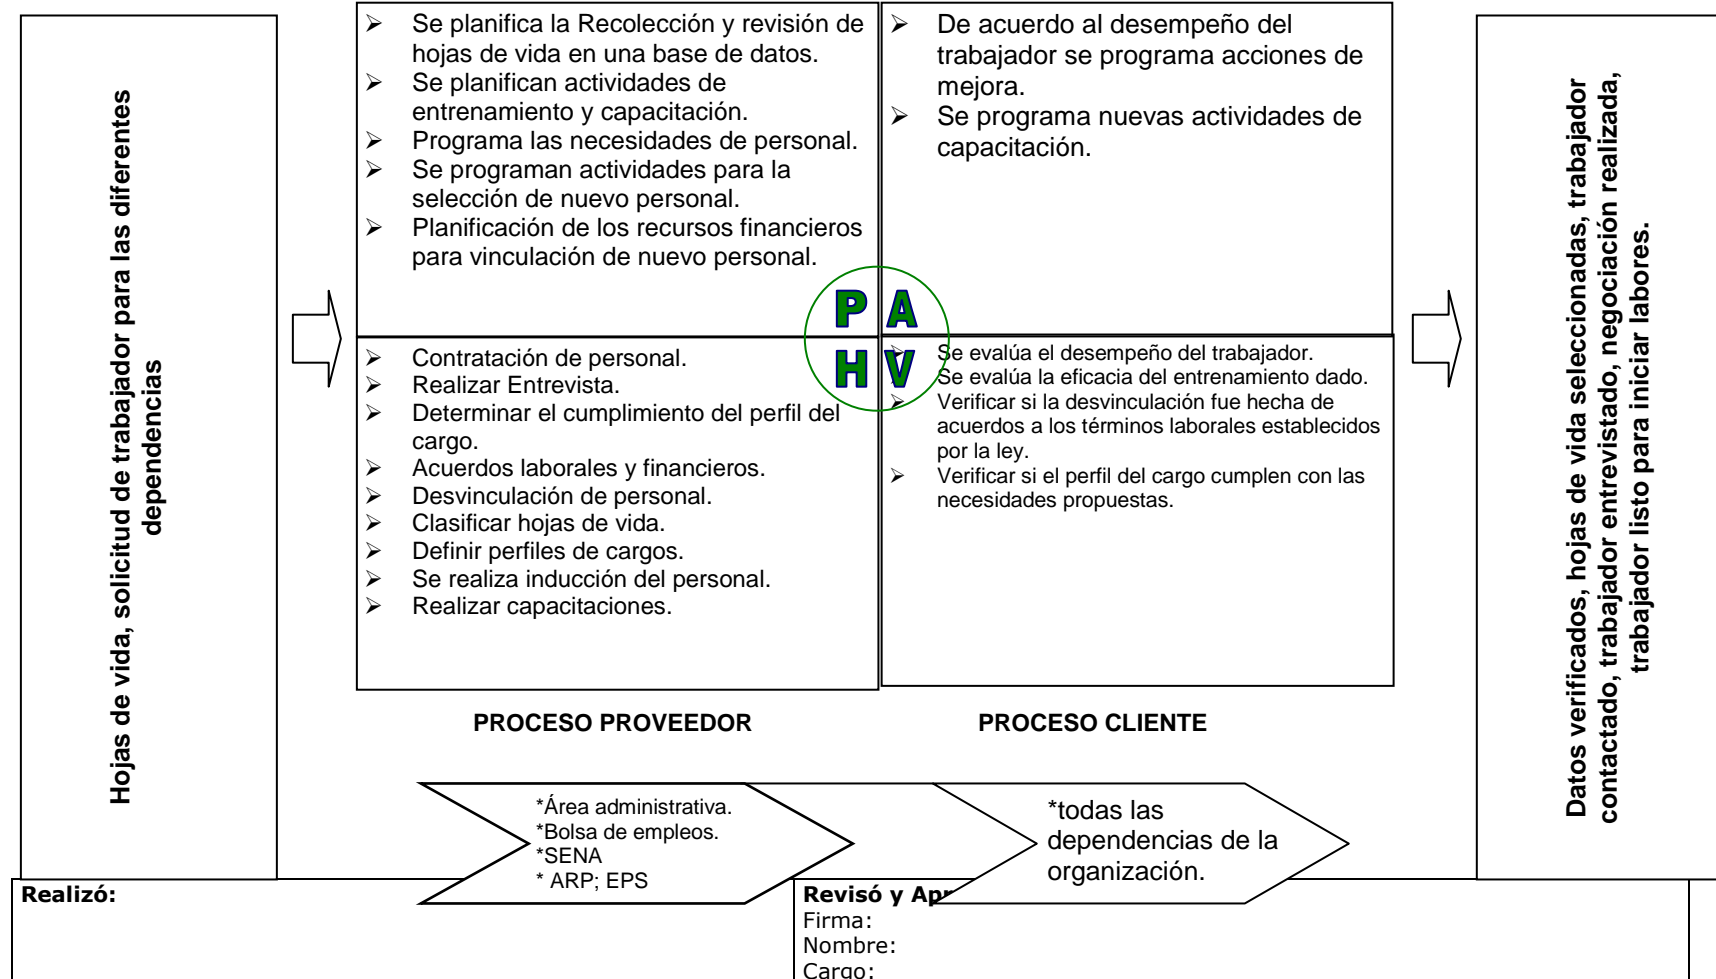 Hojas de vida, solicitud de trabajador para las diferentes
dependencias
➢ Se planifica la Recolección y revisión de
hojas de vida en una base de datos.
➢ Se planifican actividades de
entrenamiento y capacitación.
➢ Programa las necesidades de personal.
➢ Se programan actividades para la
selección de nuevo personal.
➢ Planificación de los recursos financieros
para vinculación de nuevo personal.
➢ De acuerdo al desempeño del
trabajador se programa acciones de
mejora.
➢ Se programa nuevas actividades de
capacitación.
P A
H V
➢ Contratación de personal.
➢ Realizar Entrevista.
➢ Determinar el cumplimiento del perfil del
cargo.
➢ Acuerdos laborales y financieros.
➢ Desvinculación de personal.
➢ Clasificar hojas de vida.
➢ Definir perfiles de cargos.
➢ Se realiza inducción del personal.
➢ Realizar capacitaciones.
➢ Se evalúa el desempeño del trabajador.
Se evalúa la eficacia del entrenamiento dado.
➢ Verificar si la desvinculación fue hecha de
acuerdos a los términos laborales establecidos
por la ley.
➢ Verificar si el perfil del cargo cumplen con las
necesidades propuestas.
Datos verificados, hojas de vida seleccionadas, trabajador
contactado, trabajador entrevistado, negociación realizada,
trabajador listo para iniciar labores.
PROCESO PROVEEDOR
PROCESO CLIENTE
*Área administrativa.
*Bolsa de empleos.
*SENA
* ARP; EPS
*todas las
dependencias de la
organización.
Realizó:
Revisó y Apr
Firma:
Nombre:
Cargo: